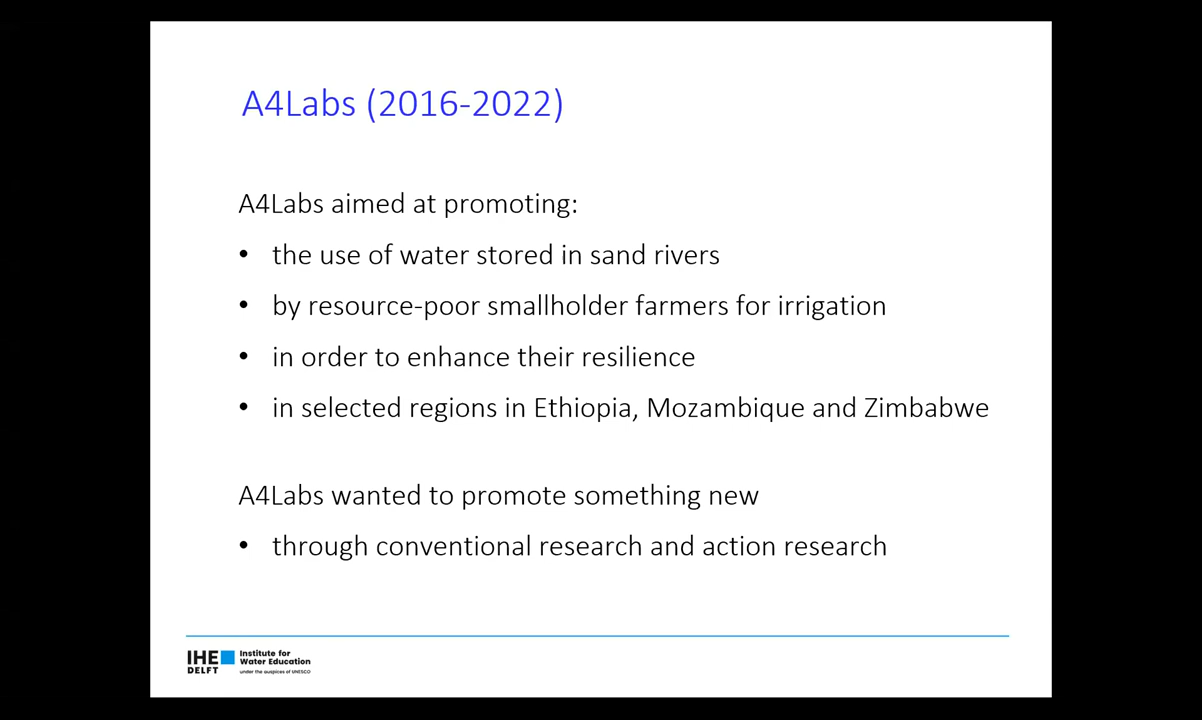 A4Labs (2016-2022)
A4Labs aimed at promoting:
• the use of water stored in sand rivers
• by resource-poor smallholder farmers for irrigation
• in order to enhance their resilience
• in selected regions in Ethiopia, Mozambique and Zimbabwe
A4Labs wanted to promote something new
• through conventional research and action research
IHE
DELFT
Institute for
Water Education
under the auspices of UNESCO